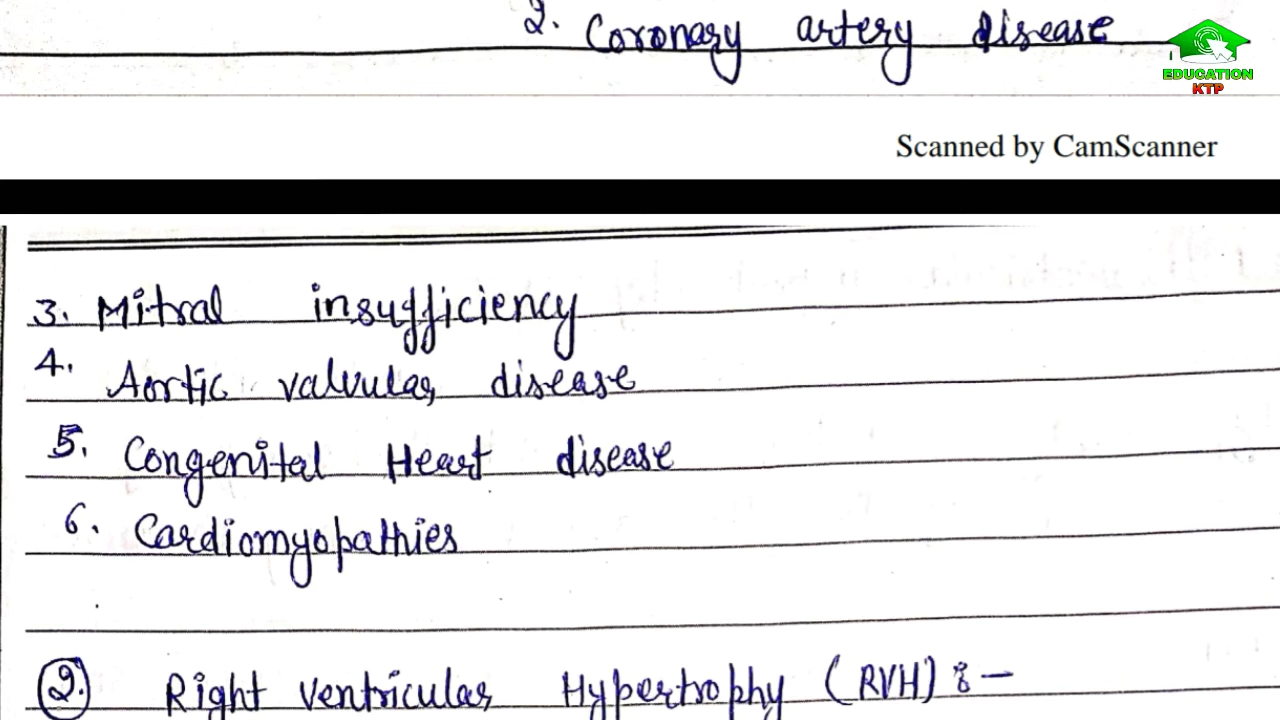 2. Coronary artery disease
EDUCATION
KTP
Scanned by CamScanner
3. Mitral insufficiency
4. Aortic valvular disease
5. Congenital Heart disease
6. Cardiomyopathies
2. Right ventricular Hypertrophy (RVH) :-